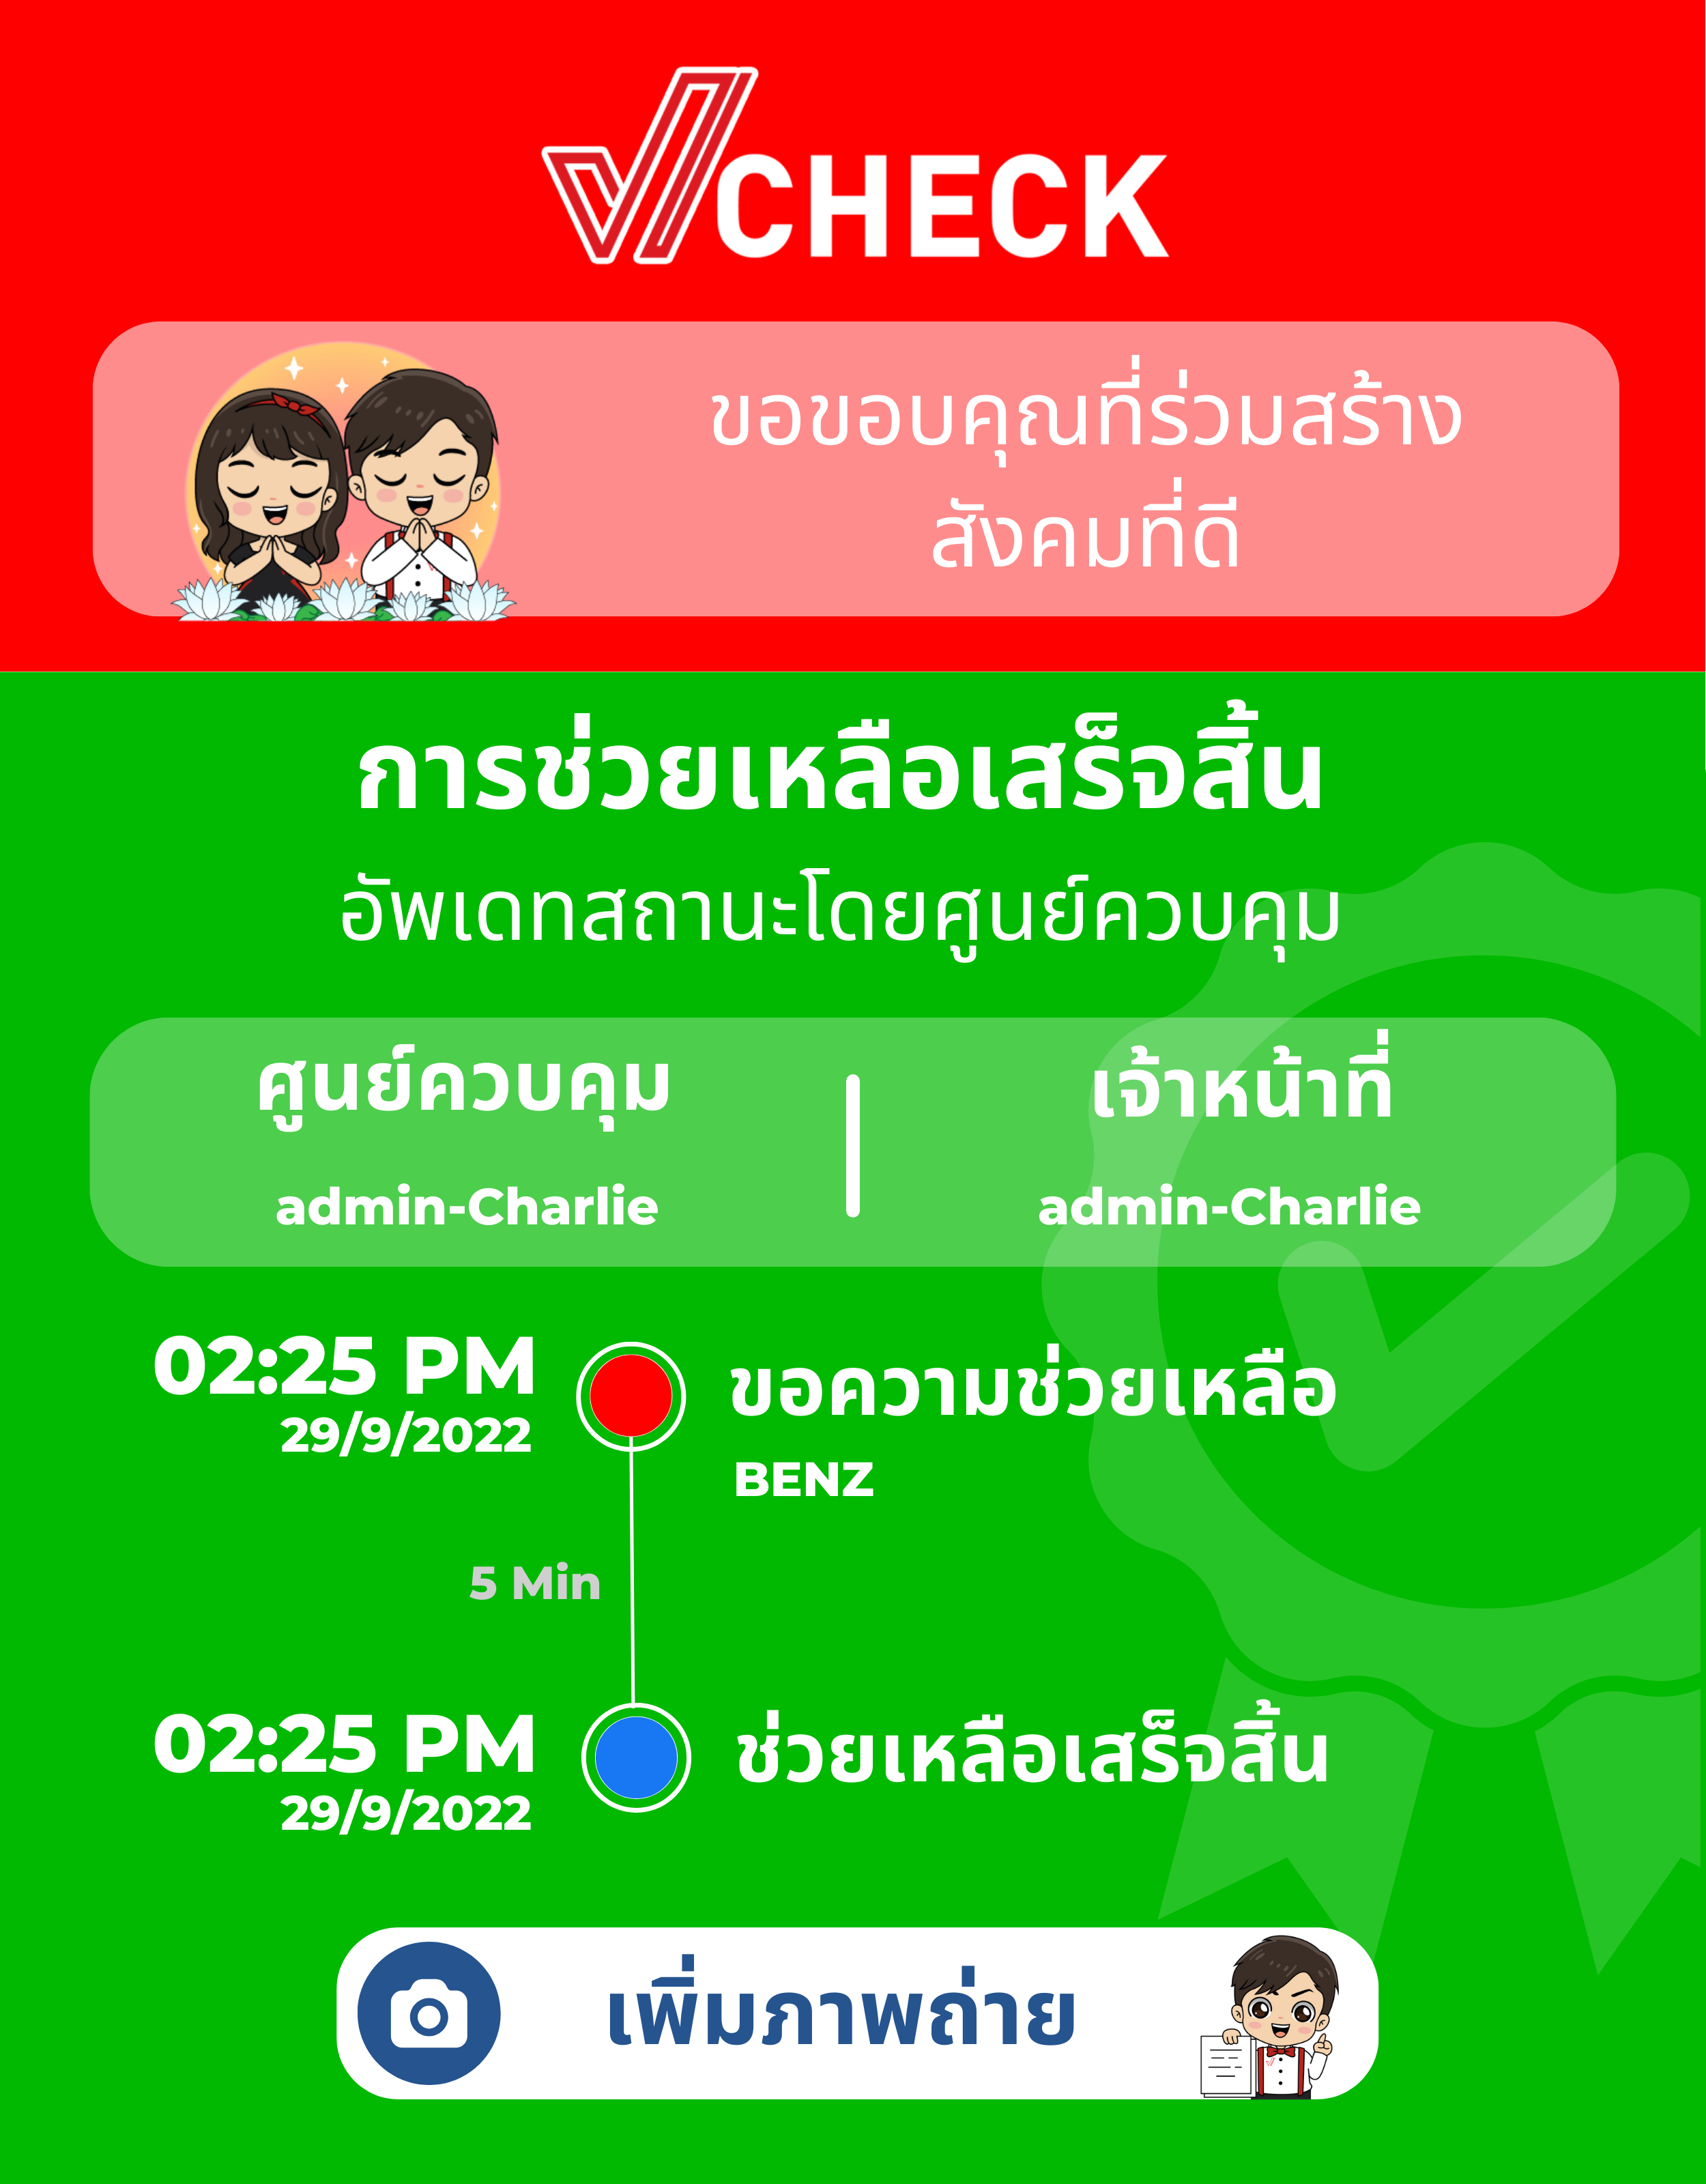 VCHECK
ขอขอบคุณที่ร่วมสร้าง
สังคมที่ดี
การช่วยเหลือเสร็จสิ้น
อัพเดทสถานะโดยศูนย์ควบคุม
ศูนย์ควบคุม
admin-Charlie
เจ้าหน้าที่
admin-Charlie
02:25 PM
29/9/2022
ขอความช่วยเหลือ
BENZ
5 Min
02:25 PM
29/9/2022
ช่วยเหลือเสร็จสิ้น
เพิ่มภาพถ่าย